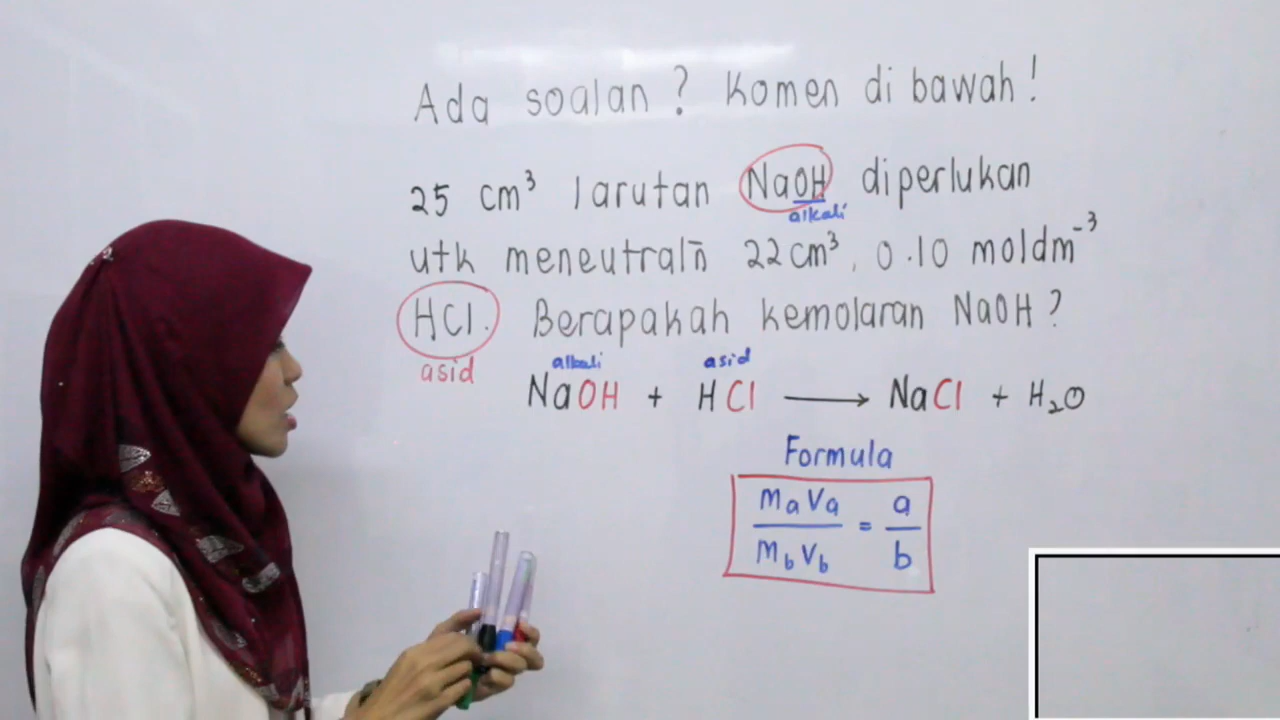 Ada soalan? Komen di bawah!
25 cm³ larutan NaOH diperlukan
alkali
utk meneutralñ 22cm³, 0.10 moldm⁻³
HCl. Berapakah kemolaran NaOH?
asid
alkali asid
NaOH + HCl ⟶ NaCl + H₂O
Formula
MaVa/MbVb = a/b